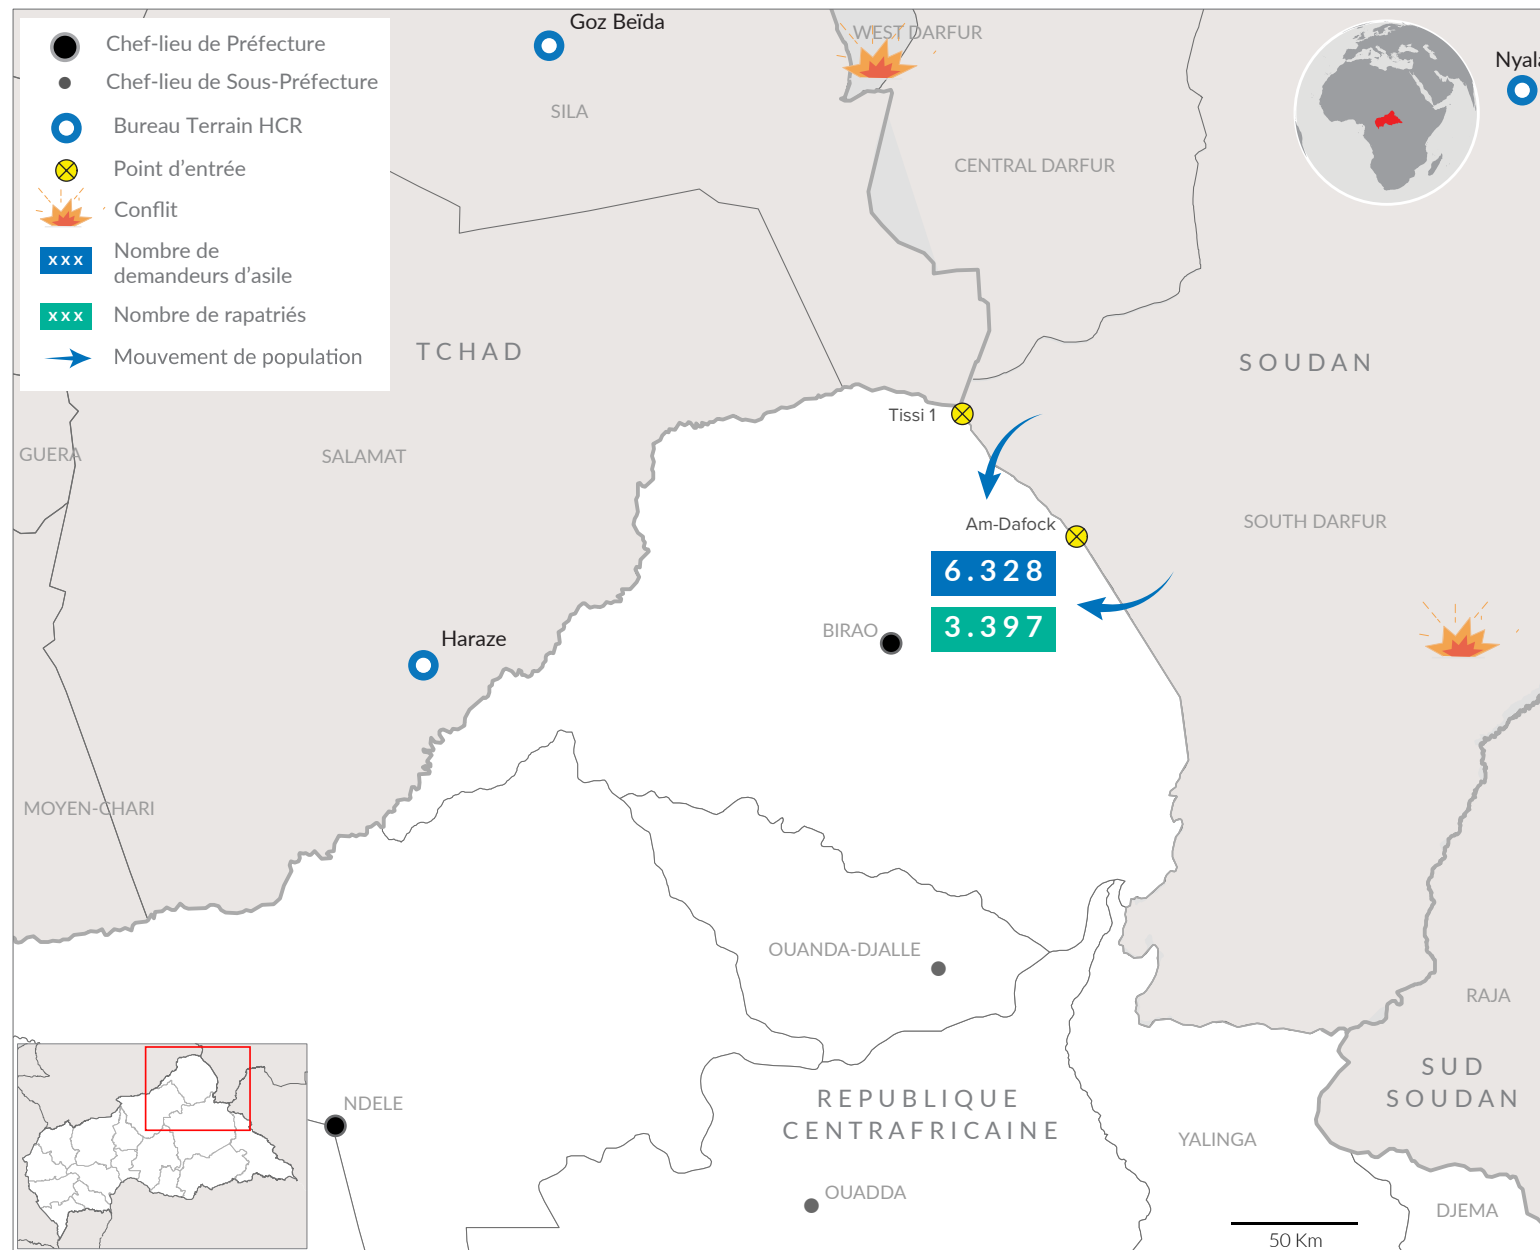 Chef-lieu de Préfecture
Chef-lieu de Sous-Préfecture
Bureau Terrain HCR
Point d’entrée
Conflit
xxx
Nombre de
demandeurs d’asile
xxx
Nombre de rapatriés
Mouvement de population
Goz Beïda
WEST DARFUR
Nyala
SILA
CENTRAL DARFUR
TCHAD
SOUDAN
Tissi 1
GUERA
SALAMAT
Am-Dafock
SOUTH DARFUR
6.328
3.397
BIRAO
Haraze
MOYEN-CHARI
OUANDA-DJALLE
RAJA
SUD
SOUDAN
NDELE
REPUBLIQUE
CENTRAFRICAINE
YALINGA
OUADDA
DJEMA
50 Km